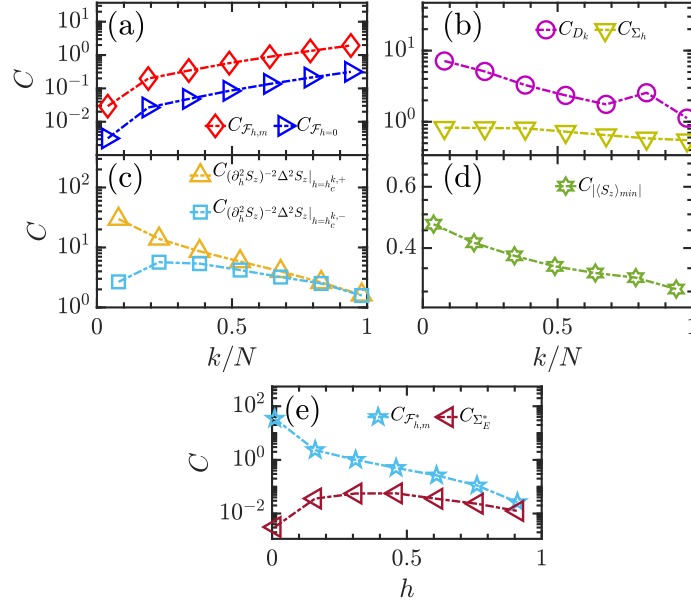 (a)
C
10^1
10^0
10^{-1}
10^{-2}
C_{\mathcal{F}_{h,m}} C_{\mathcal{F}_{h=0}}
(b)
10^1
10^0
C_{D_k} C_{\Sigma_h}
(c)
C
10^2
10^1
10^0
C_{(\partial_h^2 S_z)^{-2}\Delta^2 S_z|_{h=h_c^{k,+}}}
C_{(\partial_h^2 S_z)^{-2}\Delta^2 S_z|_{h=h_c^{k,-}}}
0 0.5 1
k/N
(d)
0.6
0.4
C_{|\langle S_z\rangle_{min}|}
0 0.5 1
k/N
(e)
C
10^2
10^0
10^{-2}
C_{\mathcal{F}^*_{h,m}} C_{\Sigma^*_E}
0 0.5 1
h